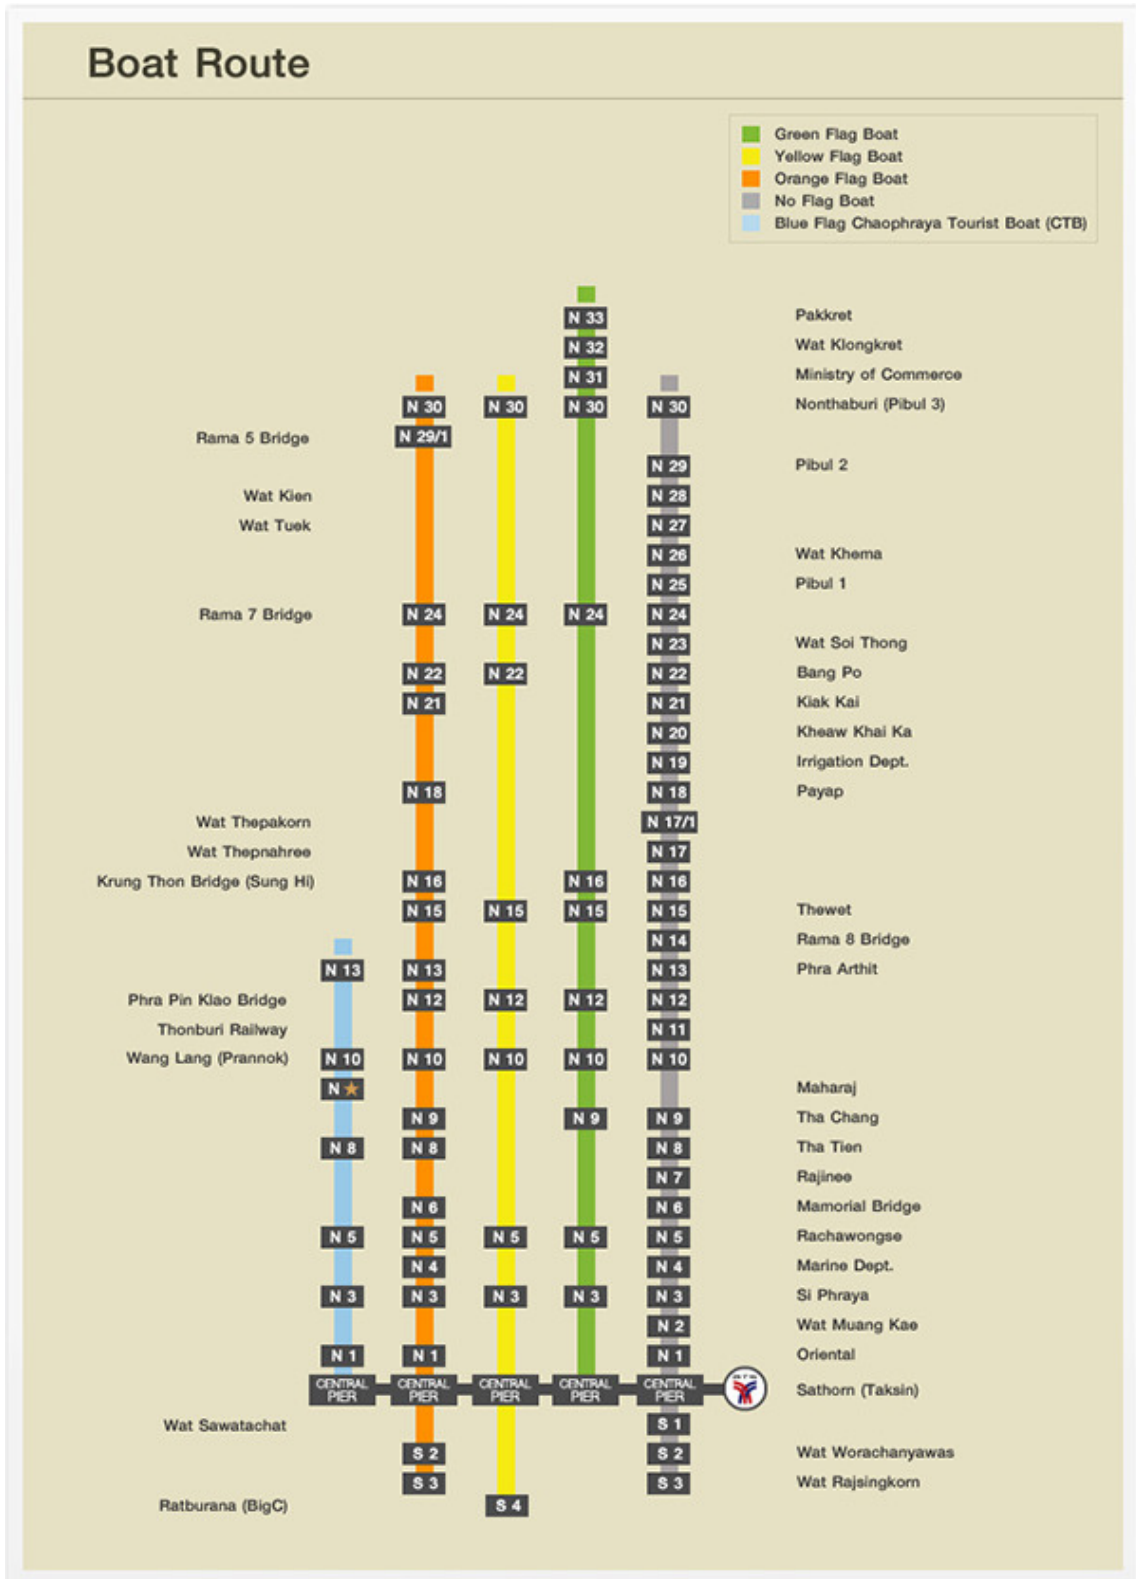 Boat Route
Green Flag Boat
Yellow Flag Boat
Orange Flag Boat
No Flag Boat
Blue Flag Chaophraya Tourist Boat (CTB)
N 33 Pakkret
N 32 Wat Klongkret
N 31 Ministry of Commerce
N 30 N 30 N 30 N 30 Nonthaburi (Pibul 3)
Rama 5 Bridge N 29/1
N 29 Pibul 2
Wat Kien N 28
Wat Tuek N 27
N 26 Wat Khema
N 25 Pibul 1
Rama 7 Bridge N 24 N 24 N 24 N 24
N 23 Wat Soi Thong
N 22 N 22 N 22 Bang Po
N 21 N 21 Kiak Kai
N 20 Kheaw Khai Ka
N 19 Irrigation Dept.
N 18 N 18 Payap
Wat Thepakorn N 17/1
Wat Thepnahree N 17
Krung Thon Bridge (Sung Hi) N 16 N 16 N 16
N 15 N 15 N 15 N 15 Thewet
N 14 Rama 8 Bridge
N 13 N 13 N 13 Phra Arthit
Phra Pin Klao Bridge N 12 N 12 N 12 N 12
Thonburi Railway N 11
Wang Lang (Prannok) N 10 N 10 N 10 N 10 N 10
N ★ Maharaj
N 9 N 9 N 9 Tha Chang
N 8 N 8 N 8 Tha Tien
N 7 Rajinee
N 6 N 6 Mamorial Bridge
N 5 N 5 N 5 N 5 N 5 Rachawongse
N 4 N 4 Marine Dept.
N 3 N 3 N 3 N 3 N 3 Si Phraya
N 2 Wat Muang Kae
N 1 N 1 N 1 Oriental
CENTRAL PIER CENTRAL PIER CENTRAL PIER CENTRAL PIER CENTRAL PIER BTS Sathorn (Taksin)
Wat Sawatachat S 1
S 2 S 2 Wat Worachanyawas
S 3 S 3 Wat Rajsingkorn
Ratburana (BigC) S 4